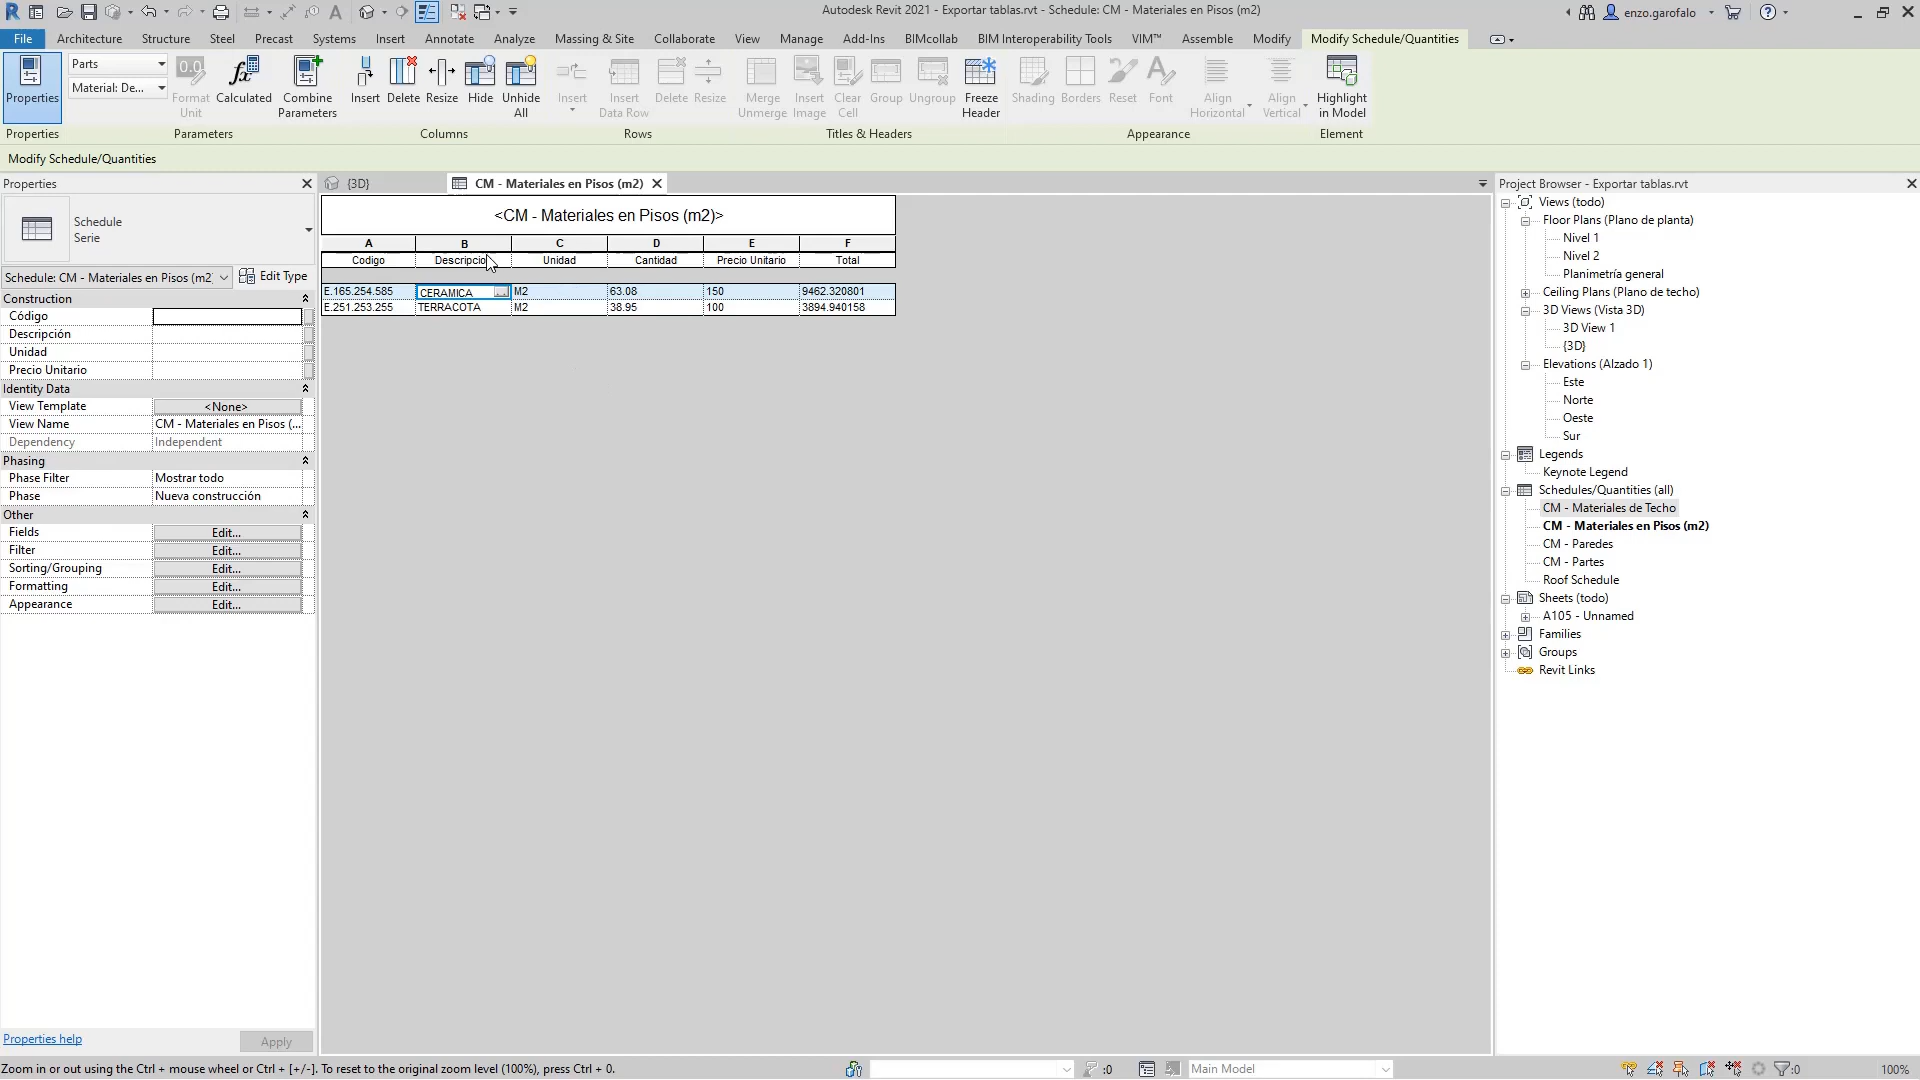 Autodesk Revit 2021 - Exportar tablas.rvt - Schedule: CM - Materiales en Pisos (m2)
enzo.garofalo
File Architecture Structure Steel Precast Systems Insert Annotate Analyze Massing & Site Collaborate View Manage Add-Ins BIMcollab BIM Interoperability Tools VIM™ Assemble Modify Modify Schedule/Quantities
Properties
Parts
Material: De...
Format Unit
Calculated
Combine Parameters
Insert
Delete
Resize
Hide
Unhide All
Insert
Insert Data Row
Delete
Resize
Merge Unmerge
Insert Image
Clear Cell
Group
Ungroup
Freeze Header
Shading
Borders
Reset
Font
Align Horizontal
Align Vertical
Highlight in Model
Properties Parameters Columns Rows Titles & Headers Appearance Element
Modify Schedule/Quantities
Properties
Schedule
Serie
Schedule: CM - Materiales en Pisos (m2
Edit Type
Construction
Código
Descripción
Unidad
Precio Unitario
Identity Data
View Template <None>
View Name CM - Materiales en Pisos (...
Dependency Independent
Phasing
Phase Filter Mostrar todo
Phase Nueva construcción
Other
Fields Edit...
Filter Edit...
Sorting/Grouping Edit...
Formatting Edit...
Appearance Edit...
Properties help
Apply
{3D}
CM - Materiales en Pisos (m2)
<CM - Materiales en Pisos (m2)>
A B C D E F
Codigo Descripcio Unidad Cantidad Precio Unitario Total
E.165.254.585 CERAMICA ... M2 63.08 150 9462.320801
E.251.253.255 TERRACOTA M2 38.95 100 3894.940158
Project Browser - Exportar tablas.rvt
Views (todo)
Floor Plans (Plano de planta)
Nivel 1
Nivel 2
Planimetría general
Ceiling Plans (Plano de techo)
3D Views (Vista 3D)
3D View 1
{3D}
Elevations (Alzado 1)
Este
Norte
Oeste
Sur
Legends
Keynote Legend
Schedules/Quantities (all)
CM - Materiales de Techo
CM - Materiales en Pisos (m2)
CM - Paredes
CM - Partes
Roof Schedule
Sheets (todo)
A105 - Unnamed
Families
Groups
Revit Links
Zoom in or out using the Ctrl + mouse wheel or Ctrl + [+/-]. To reset to the original zoom level (100%), press Ctrl + 0.
:0
Main Model
:0
100%